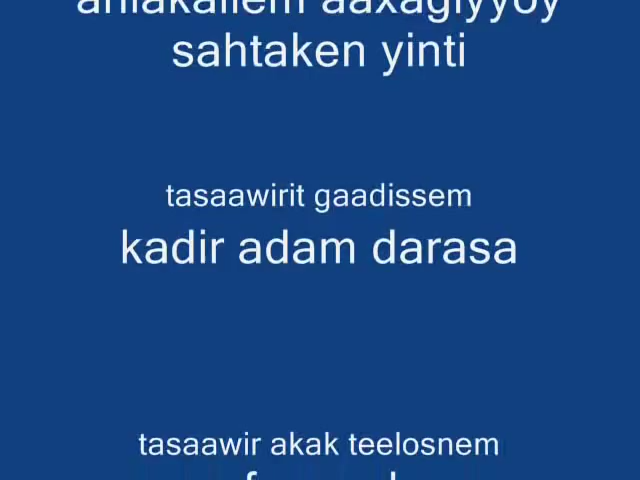 sahtaken yinti
tasaawirit gaadissem
kadir adam darasa
tasaawir akak teelosnem